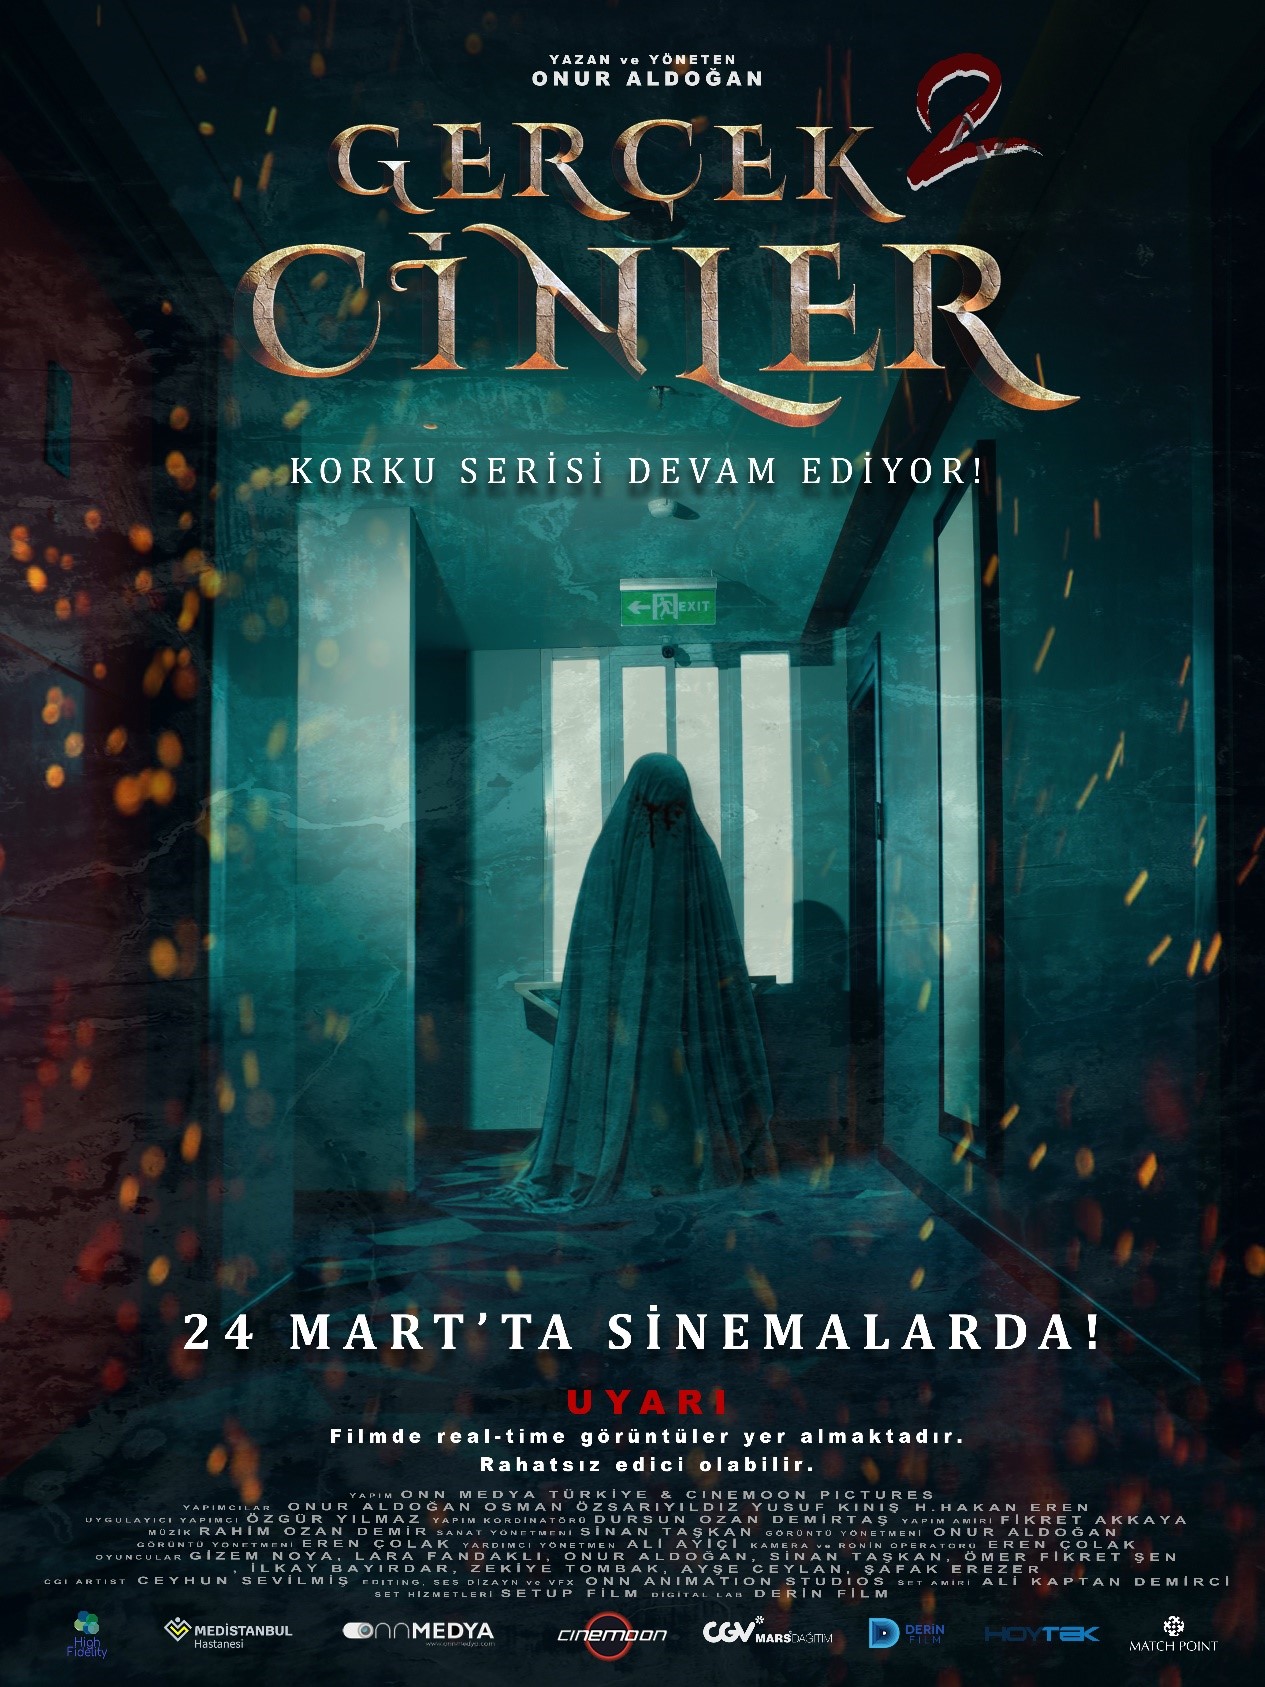 YAZAN ve YÖNETEN
ONUR ALDOĞAN
GERÇEK 2
CİNLER
KORKU SERİSİ DEVAM EDİYOR!
EXIT
24 MART'TA SİNEMALARDA!
UYARI
Filmde real-time görüntüler yer almaktadır.
Rahatsız edici olabilir.
YAPIM ONN MEDYA TÜRKİYE & CINEMOON PICTURES
YAPIMCILAR ONUR ALDOĞAN OSMAN ÖZSARIYILDIZ YUSUF KINIŞ H.HAKAN EREN
UYGULAYICI YAPIMCI ÖZGÜR YILMAZ YAPIM KORDİNATÖRÜ DURSUN OZAN DEMİRTAŞ YAPIM AMİRİ FİKRET AKKAYA
MÜZİK RAHİM OZAN DEMİR SANAT YÖNETMENİ SİNAN TAŞKAN GÖRÜNTÜ YÖNETMENİ ONUR ALDOĞAN
GÖRÜNTÜ YÖNETMENİ EREN ÇOLAK YARDIMCI YÖNETMEN ALİ AYİÇİ KAMERA ve RONİN OPERATÖRÜ EREN ÇOLAK
OYUNCULAR GİZEM NOYA, LARA FANDAKLI, ONUR ALDOĞAN, SİNAN TAŞKAN, ÖMER FİKRET ŞEN
, İLKAY BAYIRDAR, ZEKİYE TOMBAK, AYŞE CEYLAN, ŞAFAK EREZER
CGI ARTIST CEYHUN SEVİLMİŞ EDITING, SES DİZAYN ve VFX ONN ANIMATION STUDIOS SET AMİRİ ALİ KAPTAN DEMİRCİ
SET HİZMETLERİ SETUP FİLM DIGITAL LAB DERİN FİLM
High Fidelity
MEDİSTANBUL Hastanesi
ONNMEDYA
www.onnmedya.com
cinemoon
CGV MARS DAĞITIM
DERİN FİLM
HOYTEK
MATCH POINT